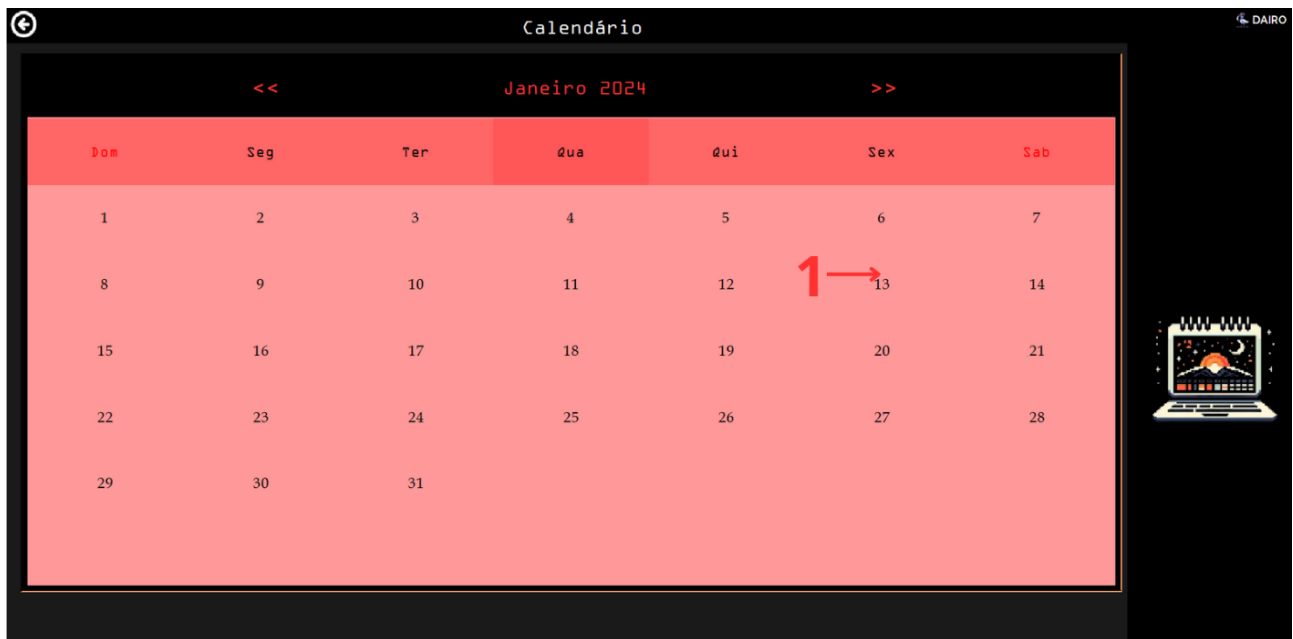 Calendário
DAIRO
<< Janeiro 2024 >>
Dom Seg Ter Qua Qui Sex Sab
1 2 3 4 5 6 7
1
8 9 10 11 12 13 14
15 16 17 18 19 20 21
22 23 24 25 26 27 28
29 30 31